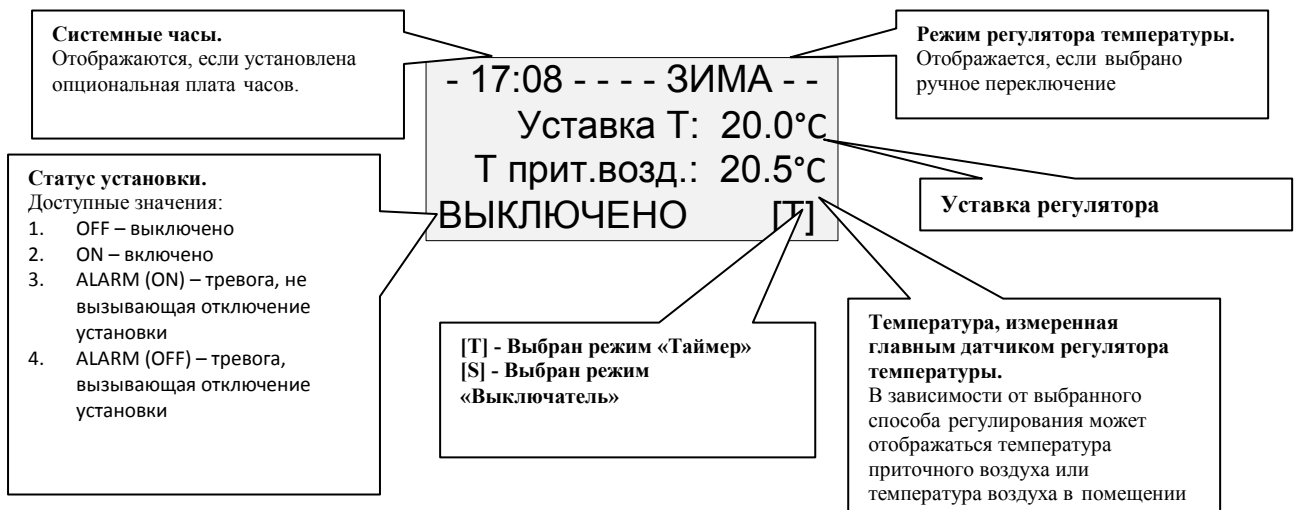 Системные часы.
Отображаются, если установлена
опциональная плата часов.
- 17:08 - - - - ЗИМА - -
Уставка Т: 20.0°С
Т прит.возд.: 20.5°С
ВЫКЛЮЧЕНО [Т]
Режим регулятора температуры.
Отображается, если выбрано
ручное переключение
Статус установки.
Доступные значения:
1. OFF – выключено
2. ON – включено
3. ALARM (ON) – тревога, не
вызывающая отключение
установки
4. ALARM (OFF) – тревога,
вызывающая отключение
установки
Уставка регулятора
[T] - Выбран режим «Таймер»
[S] - Выбран режим
«Выключатель»
Температура, измеренная
главным датчиком регулятора
температуры.
В зависимости от выбранного
способа регулирования может
отображаться температура
приточного воздуха или
температура воздуха в помещении